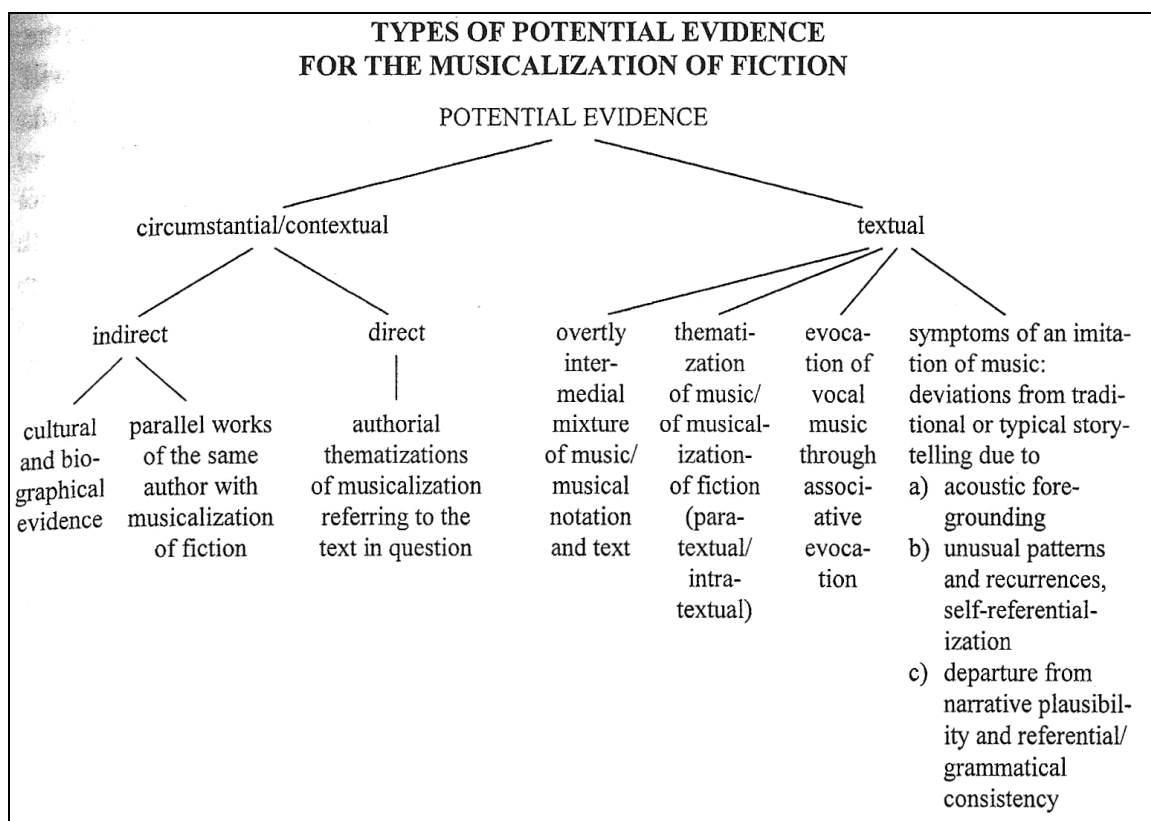 TYPES OF POTENTIAL EVIDENCE
FOR THE MUSICALIZATION OF FICTION
POTENTIAL EVIDENCE
circumstantial/contextual
textual
indirect
direct
cultural
and bio-
graphical
evidence
parallel works
of the same
author with
musicalization
of fiction
authorial
thematizations
of musicalization
referring to the
text in question
overtly
inter-
medial
mixture
of music/
musical
notation
and text
themati-
zation
of music/
of musical-
ization-
of fiction
(para-
textual/
intra-
textual)
evoca-
tion of
vocal
music
through
associ-
ative
evoca-
tion
symptoms of an imita-
tion of music:
deviations from tradi-
tional or typical story-
telling due to
a) acoustic fore-
grounding
b) unusual patterns
and recurrences,
self-referential-
ization
c) departure from
narrative plausibil-
ity and referential/
grammatical
consistency